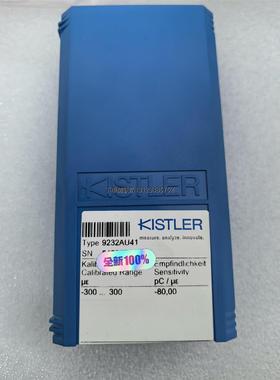 KISTLER
KISTLER
measure. analyze. innovate.
Type 9232AU41
SN
Empfindlichkeit
Calibrated Range Sensitivity
με pC / με
-300 ... 300 -80,00
全新100%